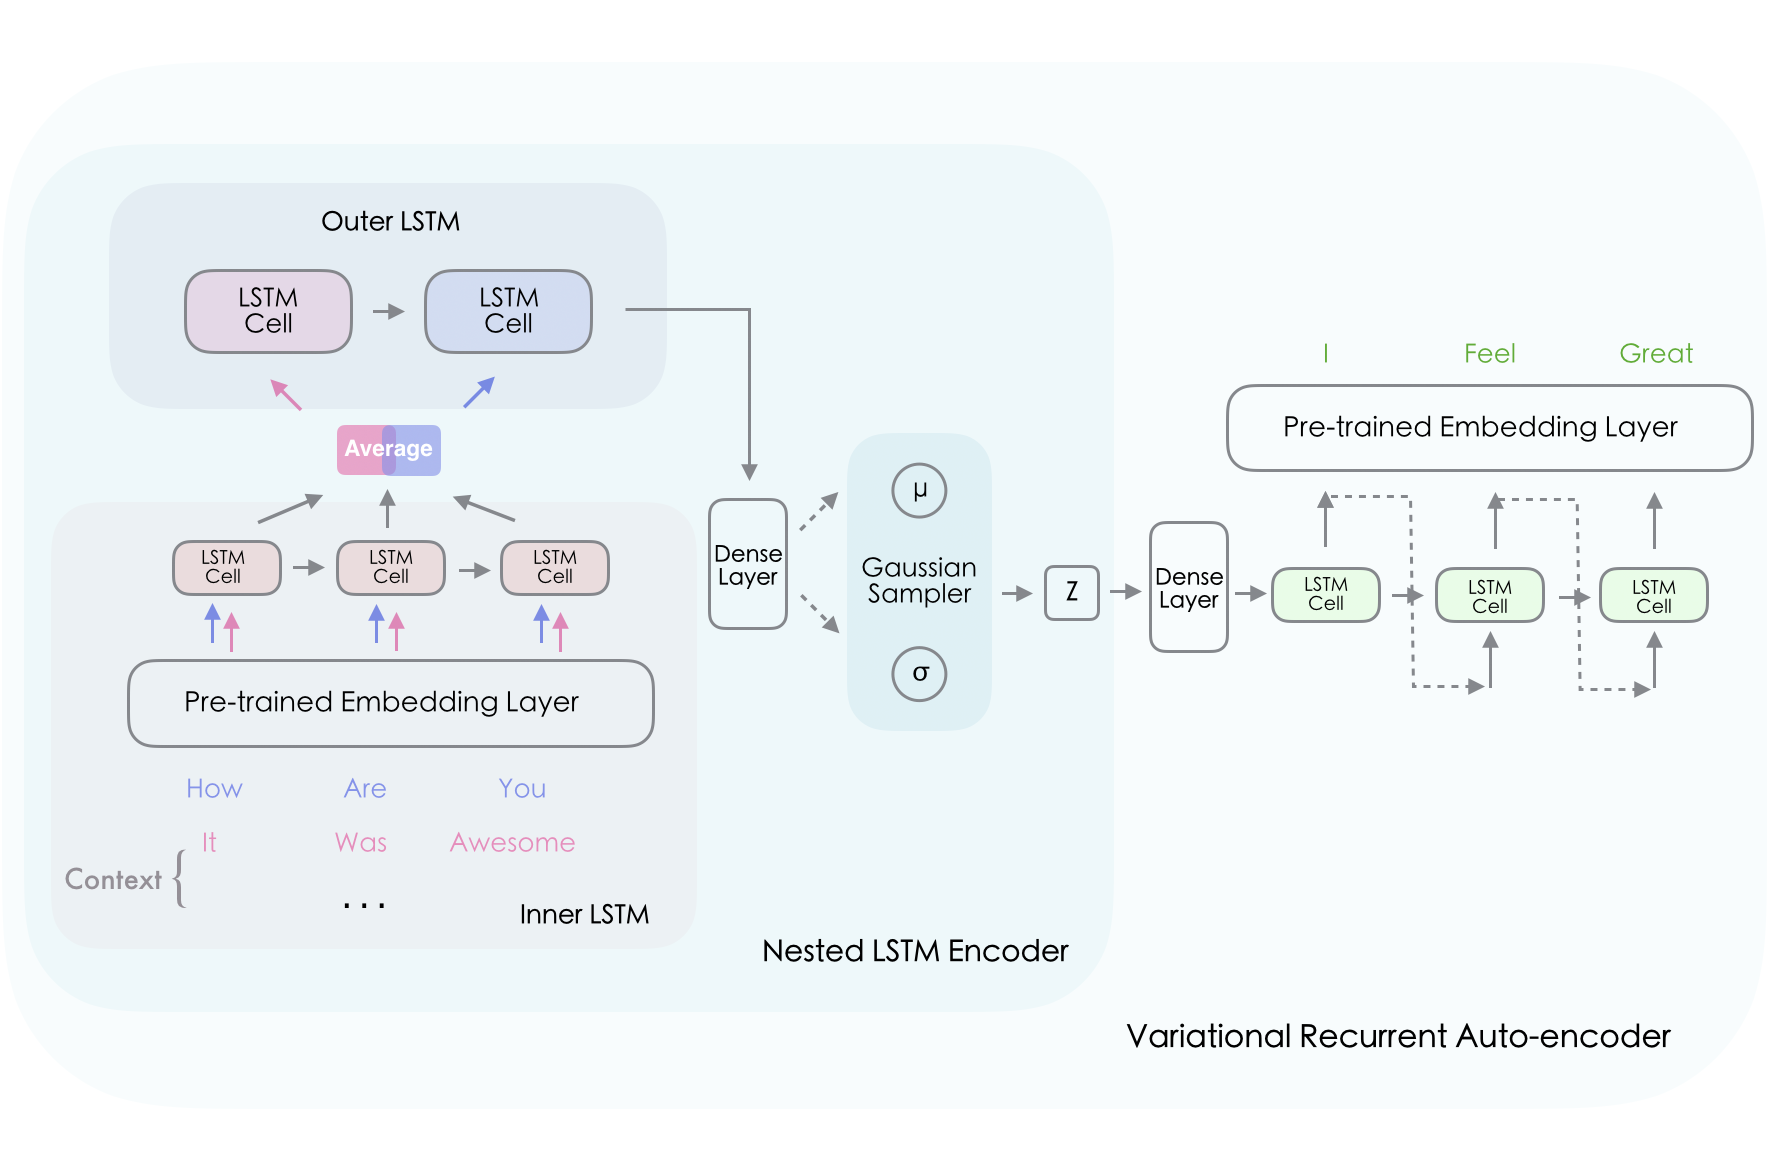 Outer LSTM
LSTM
Cell
LSTM
Cell
Average
LSTM
Cell
LSTM
Cell
LSTM
Cell
Pre-trained Embedding Layer
How Are You
It Was Awesome
Context {
...
Inner LSTM
Dense
Layer
μ
Gaussian
Sampler
σ
Z
Nested LSTM Encoder
Dense
Layer
I Feel Great
Pre-trained Embedding Layer
LSTM
Cell
LSTM
Cell
LSTM
Cell
Variational Recurrent Auto-encoder